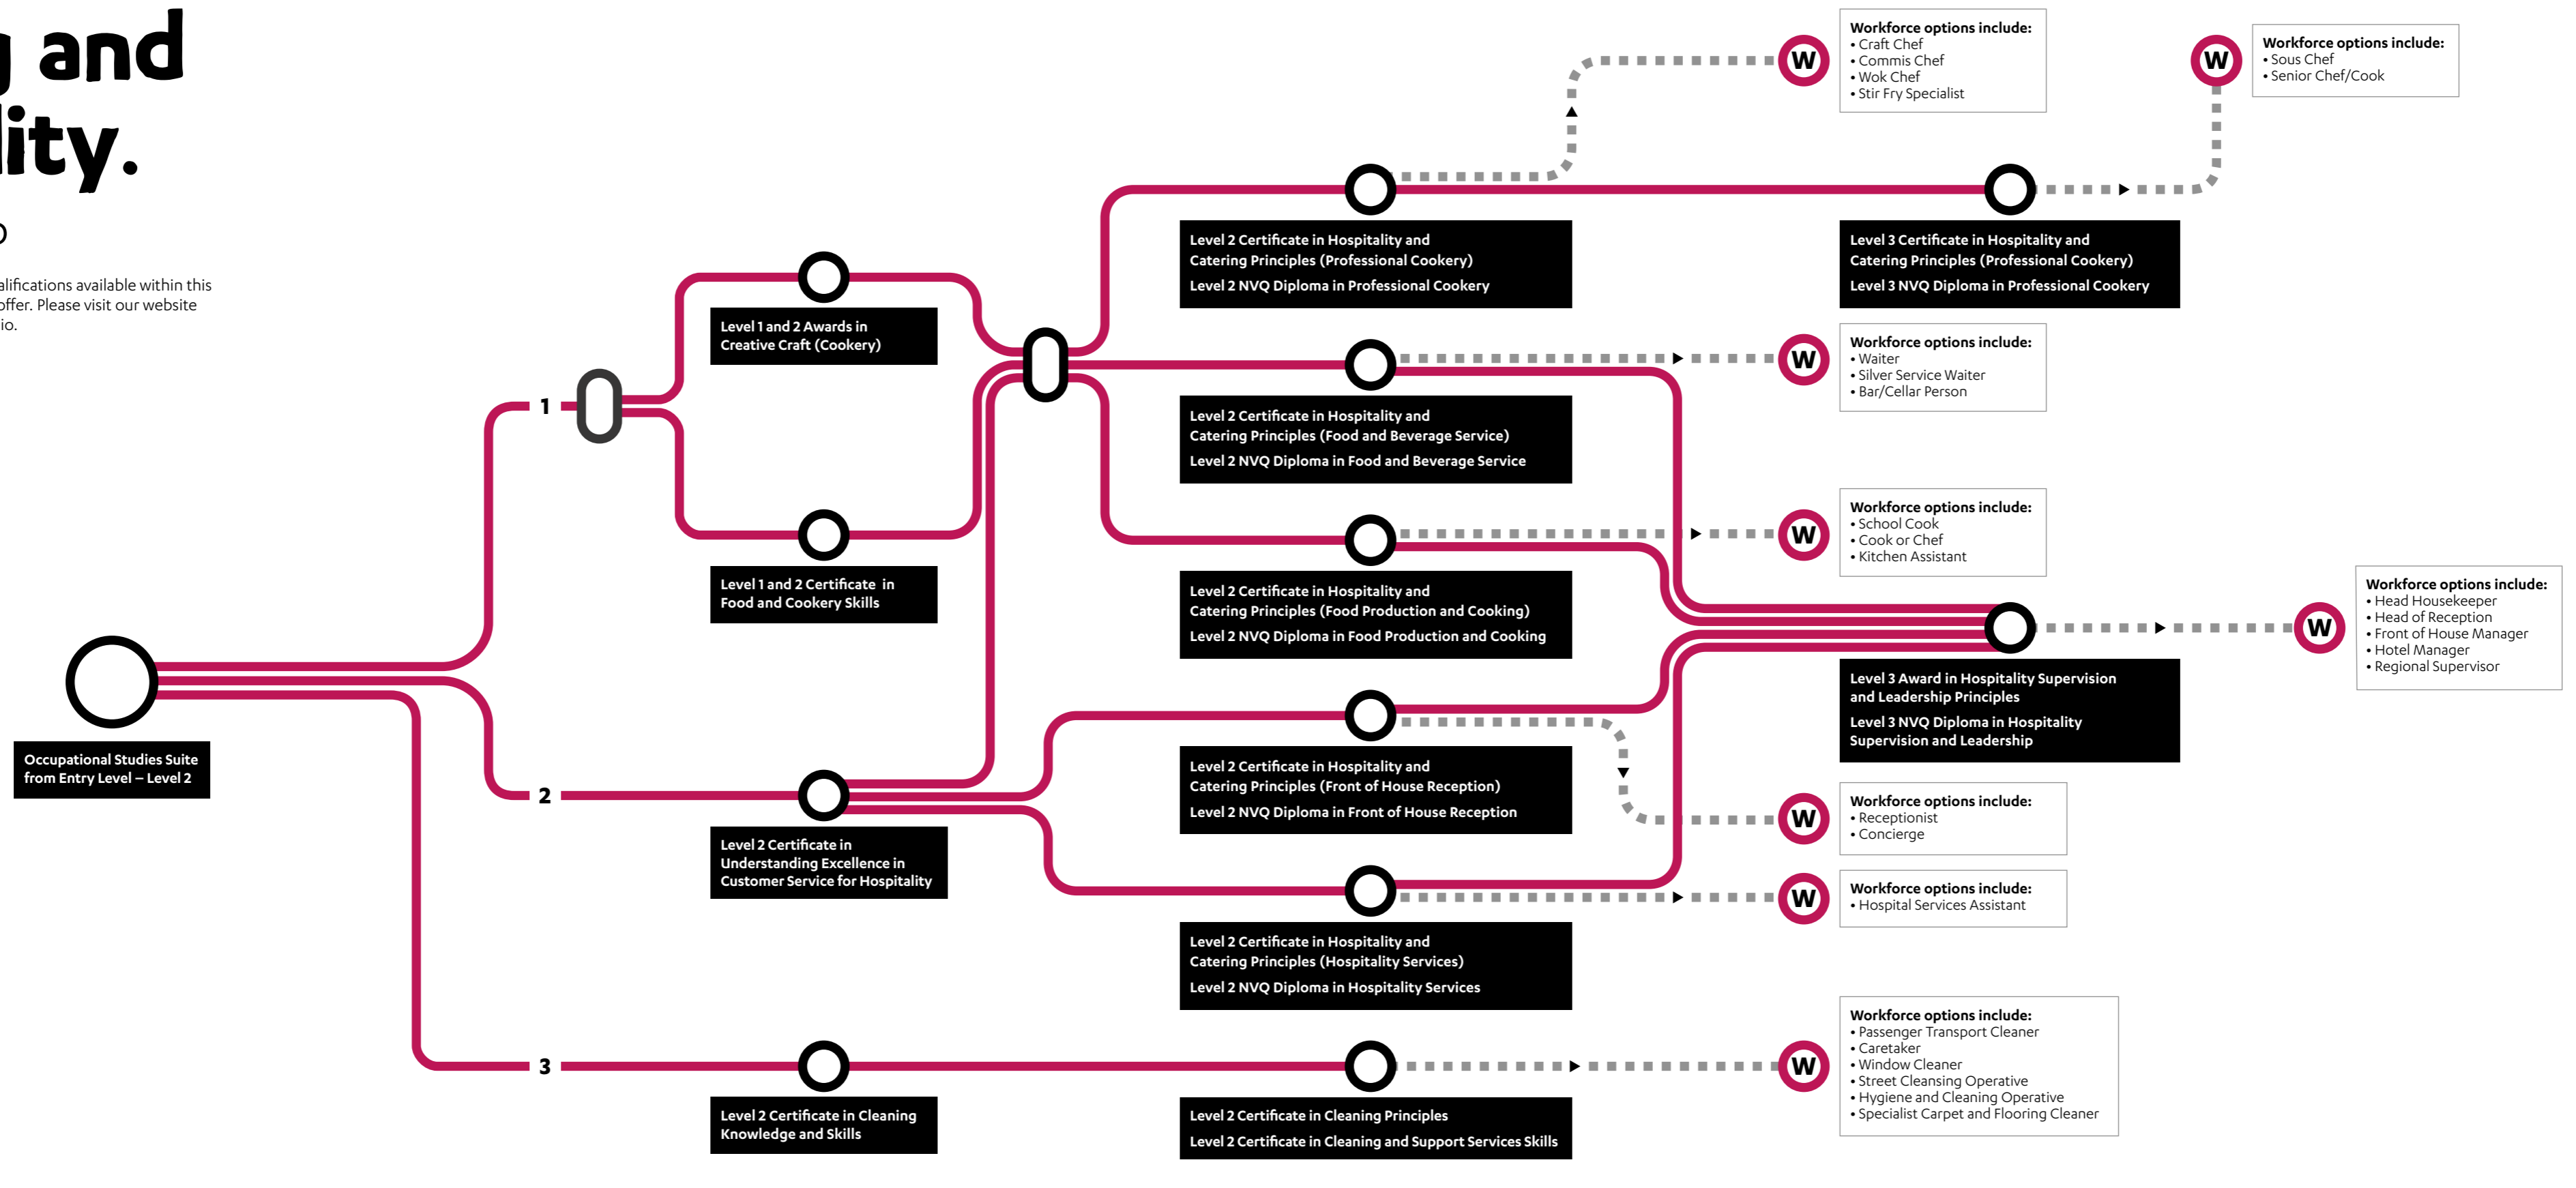 g and
lity.
alifications available within this
offer. Please visit our website
io.
Occupational Studies Suite
from Entry Level – Level 2
1
2
3
Level 1 and 2 Awards in
Creative Craft (Cookery)
Level 1 and 2 Certificate in
Food and Cookery Skills
Level 2 Certificate in
Understanding Excellence in
Customer Service for Hospitality
Level 2 Certificate in Cleaning
Knowledge and Skills
Level 2 Certificate in Hospitality and
Catering Principles (Professional Cookery)
Level 2 NVQ Diploma in Professional Cookery
Level 2 Certificate in Hospitality and
Catering Principles (Food and Beverage Service)
Level 2 NVQ Diploma in Food and Beverage Service
Level 2 Certificate in Hospitality and
Catering Principles (Food Production and Cooking)
Level 2 NVQ Diploma in Food Production and Cooking
Level 2 Certificate in Hospitality and
Catering Principles (Front of House Reception)
Level 2 NVQ Diploma in Front of House Reception
Level 2 Certificate in Hospitality and
Catering Principles (Hospitality Services)
Level 2 NVQ Diploma in Hospitality Services
Level 2 Certificate in Cleaning Principles
Level 2 Certificate in Cleaning and Support Services Skills
W
Workforce options include:
• Craft Chef
• Commis Chef
• Wok Chef
• Stir Fry Specialist
W
Workforce options include:
• Sous Chef
• Senior Chef/Cook
Level 3 Certificate in Hospitality and
Catering Principles (Professional Cookery)
Level 3 NVQ Diploma in Professional Cookery
W
Workforce options include:
• Waiter
• Silver Service Waiter
• Bar/Cellar Person
W
Workforce options include:
• School Cook
• Cook or Chef
• Kitchen Assistant
Level 3 Award in Hospitality Supervision
and Leadership Principles
Level 3 NVQ Diploma in Hospitality
Supervision and Leadership
W
Workforce options include:
• Head Housekeeper
• Head of Reception
• Front of House Manager
• Hotel Manager
• Regional Supervisor
W
Workforce options include:
• Receptionist
• Concierge
W
Workforce options include:
• Hospital Services Assistant
W
Workforce options include:
• Passenger Transport Cleaner
• Caretaker
• Window Cleaner
• Street Cleansing Operative
• Hygiene and Cleaning Operative
• Specialist Carpet and Flooring Cleaner